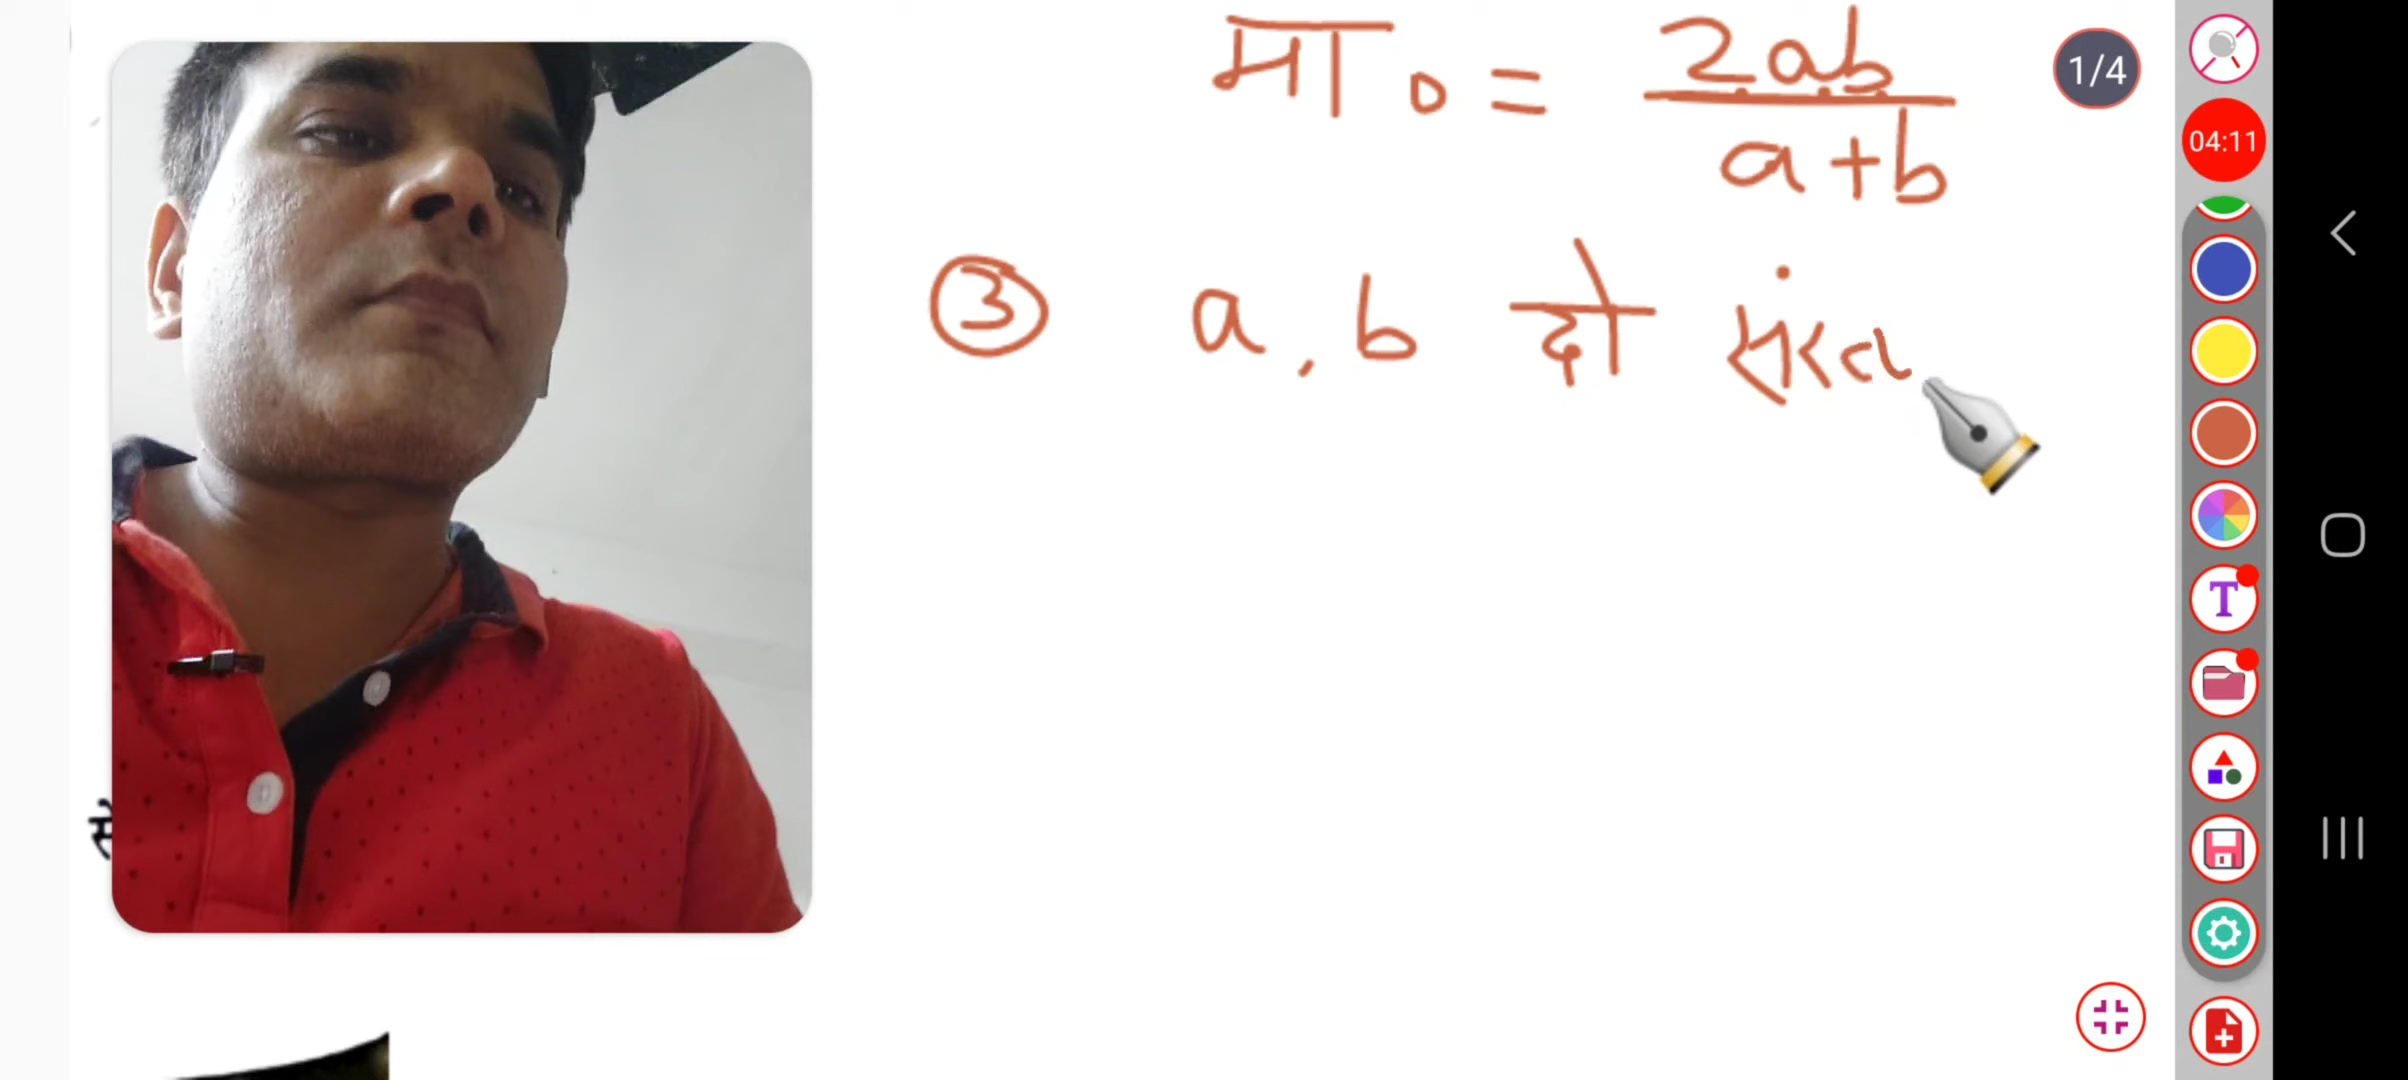 मा० = 2ab
a+b
1/4
04:11
③ a, b दो
T
से